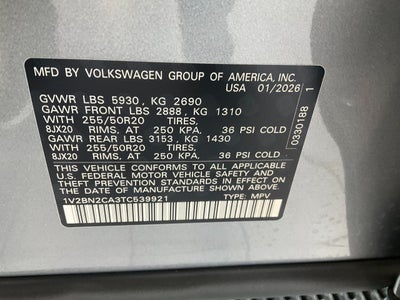 MFD BY VOLKSWAGEN GROUP OF AMERICA, INC.
USA 01/2026
GVWR LBS 5930, KG 2690
GAWR FRONT LBS 2888, KG 1310
WITH 255/50R20 TIRES.
8JX20 RIMS, AT 250 KPA, 36 PSI COLD
GAWR REAR LBS 3153, KG 1430
WITH 255/50R20 TIRES,
8JX20 RIMS, AT 250 KPA, 36 PSI COLD
THIS VEHICLE CONFORMS TO ALL APPLICABLE
U.S. FEDERAL MOTOR VEHICLE SAFETY AND
THEFT PREVENTION STANDARDS IN EFFECT ON
THE DATE OF MANUFACTURE SHOWN ABOVE.
1V2BN2CA3TC539921 TYPE: MPV
0330188 1